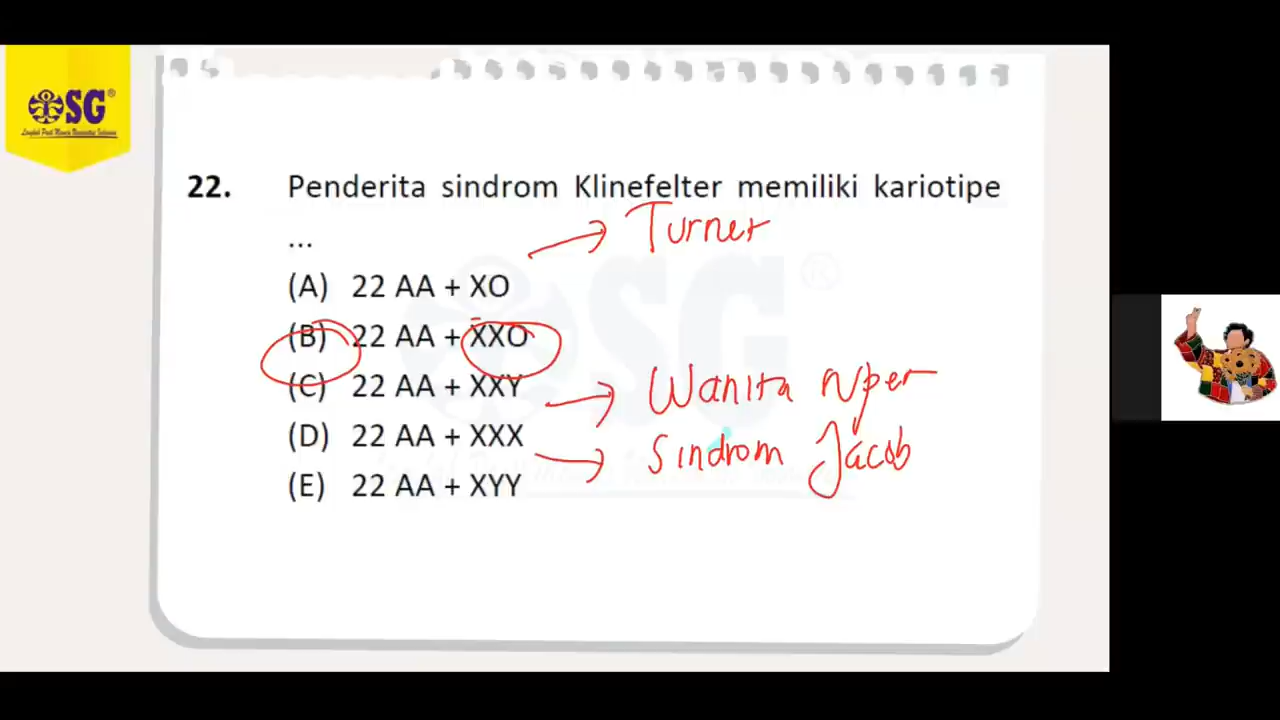 SG®
22. Penderita sindrom Klinefelter memiliki kariotipe
...
Turner
(A) 22 AA + XO
(B) 22 AA + XXO
(C) 22 AA + XXY
Wanita
(D) 22 AA + XXX
Sindrom Jacob
(E) 22 AA + XYY